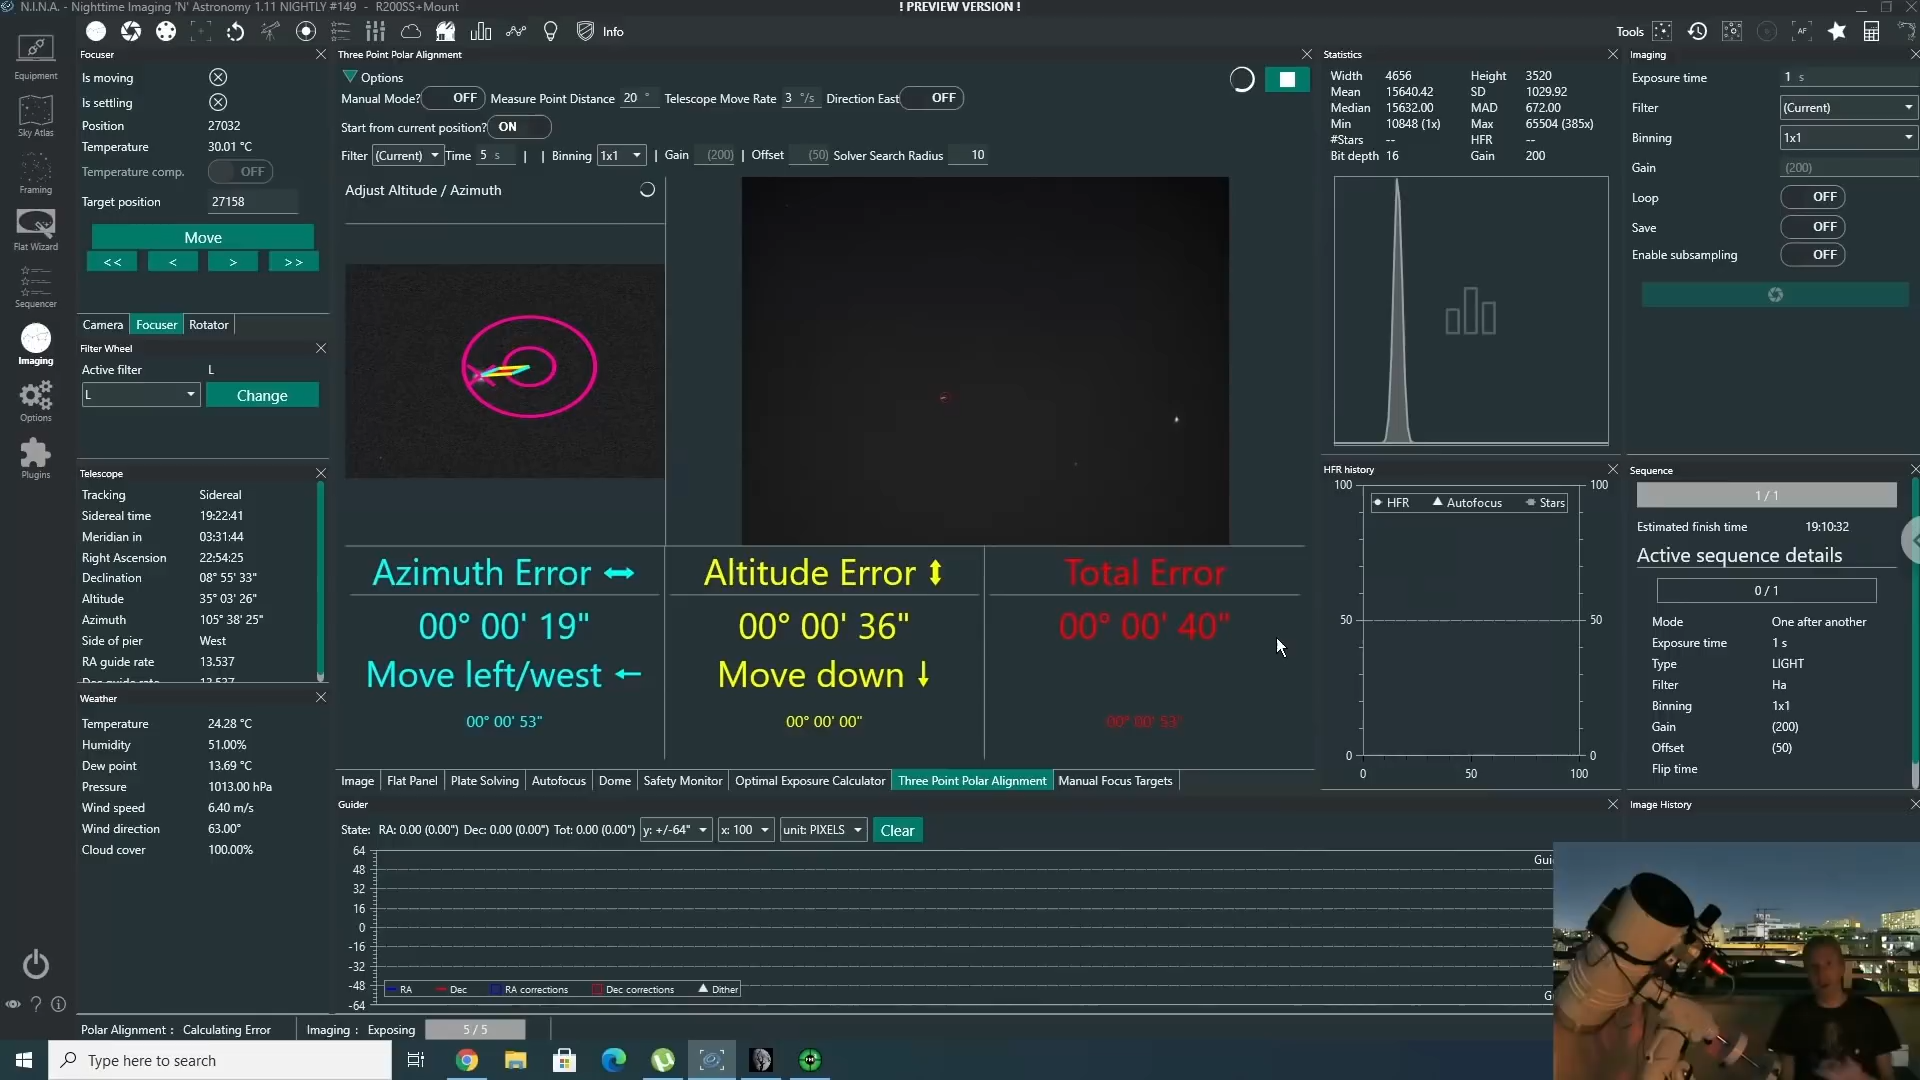 N.I.N.A. - Nighttime Imaging 'N' Astronomy 1.11 NIGHTLY #149 - R200SS+Mount
! PREVIEW VERSION !
Info
Tools
AF
Equipment
Sky Atlas
Framing
Flat Wizard
Sequencer
Imaging
Options
Plugins
Focuser
Is moving
Is settling
Position 27032
Temperature 30.01 °C
Temperature comp. OFF
Target position 27158
Move
<< < > >>
Camera Focuser Rotator
Filter Wheel
Active filter L
L Change
Telescope
Tracking Sidereal
Sidereal time 19:22:41
Meridian in 03:31:44
Right Ascension 22:54:25
Declination 08° 55' 33"
Altitude 35° 03' 26"
Azimuth 105° 38' 25"
Side of pier West
RA guide rate 13.537
Dec guide rate 13.537
Weather
Temperature 24.28 °C
Humidity 51.00%
Dew point 13.69 °C
Pressure 1013.00 hPa
Wind speed 6.40 m/s
Wind direction 63.00°
Cloud cover 100.00%
Three Point Polar Alignment
Options
Manual Mode? OFF Measure Point Distance 20 ° Telescope Move Rate 3 °/s Direction East OFF
Start from current position? ON
Filter (Current) Time 5 s | | Binning 1x1 | Gain (200) | Offset (50) Solver Search Radius 10
Adjust Altitude / Azimuth
Azimuth Error ↔
00° 00' 19"
Move left/west ←
00° 00' 53"
Altitude Error ↕
00° 00' 36"
Move down ↓
00° 00' 00"
Total Error
00° 00' 40"
00° 00' 53"
Image Flat Panel Plate Solving Autofocus Dome Safety Monitor Optimal Exposure Calculator Three Point Polar Alignment Manual Focus Targets
Guider
State: RA: 0.00 (0.00") Dec: 0.00 (0.00") Tot: 0.00 (0.00") y: +/-64" x: 100 unit: PIXELS Clear
64
48
32
16
0
-16
-32
-48
-64
Gui
G
RA Dec RA corrections Dec corrections Dither
Statistics
Width 4656 Height 3520
Mean 15640.42 SD 1029.92
Median 15632.00 MAD 672.00
Min 10848 (1x) Max 65504 (385x)
#Stars -- HFR --
Bit depth 16 Gain 200
HFR history
HFR Autofocus Stars
100 100
50 50
0 0
0 50 100
Imaging
Exposure time 1 s
Filter (Current)
Binning 1x1
Gain (200)
Loop OFF
Save OFF
Enable subsampling OFF
Sequence
1 / 1
Estimated finish time 19:10:32
Active sequence details
0 / 1
Mode One after another
Exposure time 1 s
Type LIGHT
Filter Ha
Binning 1x1
Gain (200)
Offset (50)
Flip time
Image History
Polar Alignment : Calculating Error Imaging : Exposing 5 / 5
Type here to search